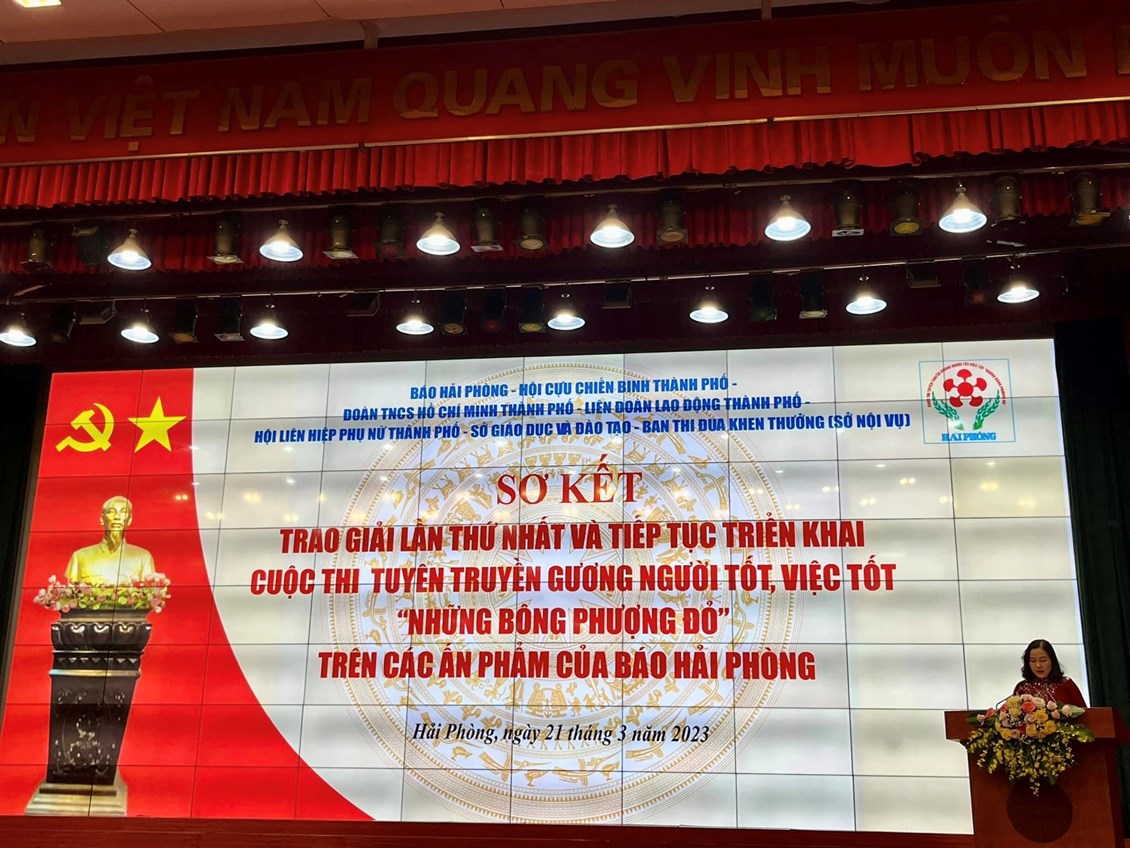 VIỆT NAM QUANG VINH MUÔN
BÁO HẢI PHÒNG - HỘI CỰU CHIẾN BINH THÀNH PHỐ -
ĐOÀN TNCS HỒ CHÍ MINH THÀNH PHỐ - LIÊN ĐOÀN LAO ĐỘNG THÀNH PHỐ -
HỘI LIÊN HIỆP PHỤ NỮ THÀNH PHỐ - SỞ GIÁO DỤC VÀ ĐÀO TẠO - BAN THI ĐUA KHEN THƯỞNG (SỞ NỘI VỤ)
HẢI PHÒNG
SƠ KẾT
TRAO GIẢI LẦN THỨ NHẤT VÀ TIẾP TỤC TRIỂN KHAI
CUỘC THI TUYÊN TRUYỀN GƯƠNG NGƯỜI TỐT, VIỆC TỐT
“NHỮNG BÔNG PHƯỢNG ĐỎ”
TRÊN CÁC ẤN PHẨM CỦA BÁO HẢI PHÒNG
Hải Phòng, ngày 21 tháng 3 năm 2023